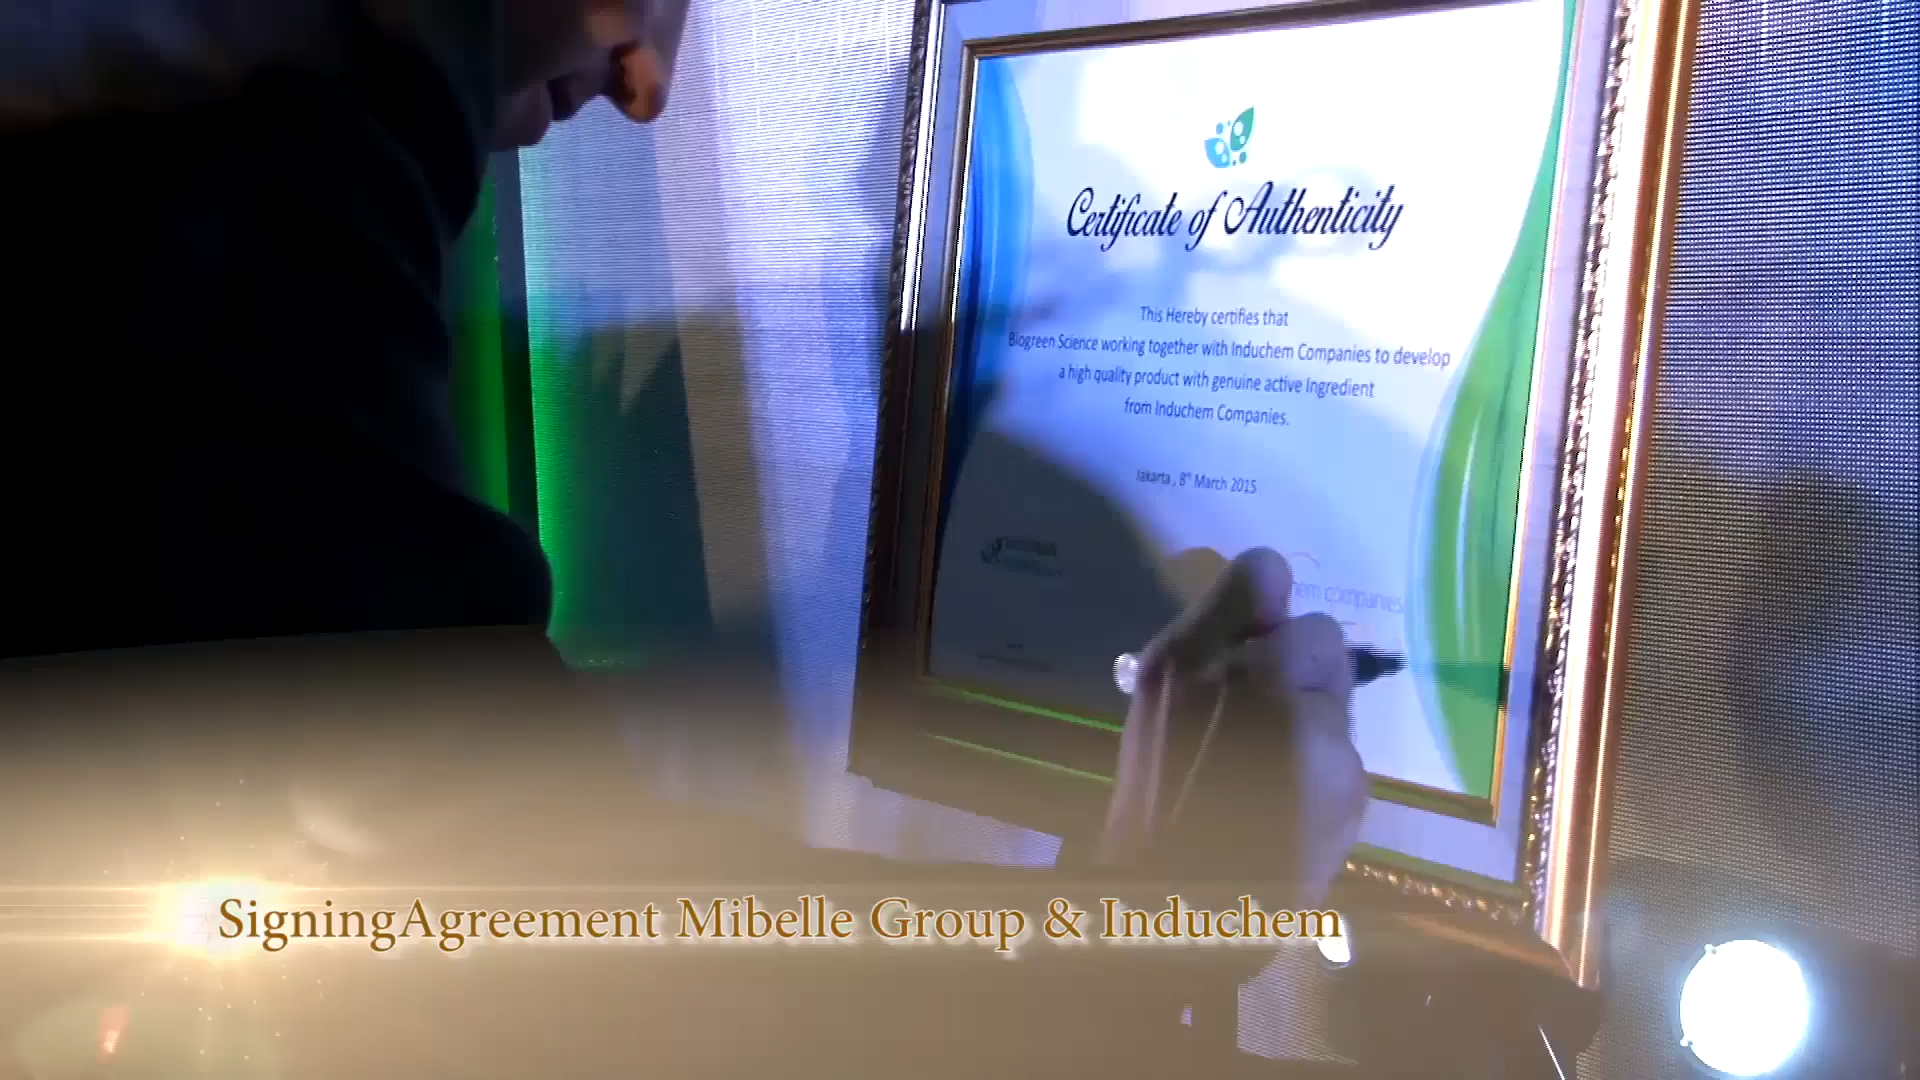 Certificate of Authenticity
This Hereby certifies that
Biogreen Science working together with Induchem Companies to develop
a high quality product with genuine active Ingredient
from Induchem Companies.
Jakarta , 8th March 2015
companies
SigningAgreement Mibelle Group & Induchem